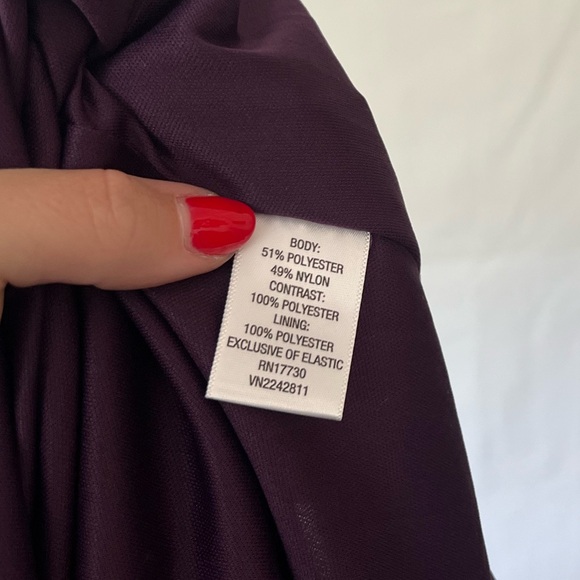 BODY:
51% POLYESTER
49% NYLON
CONTRAST:
100% POLYESTER
LINING:
100% POLYESTER
EXCLUSIVE OF ELASTIC
RN17730
VN2242811